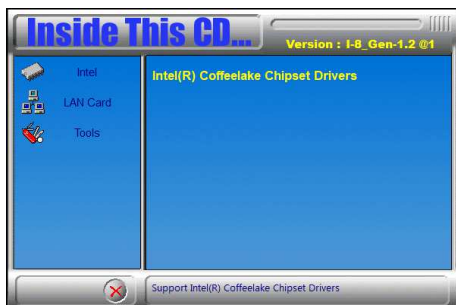 Inside This CD...
Version : I-8_Gen-1.2 @1
Intel
LAN Card
Tools
Intel(R) Coffeelake Chipset Drivers
Support Intel(R) Coffeelake Chipset Drivers